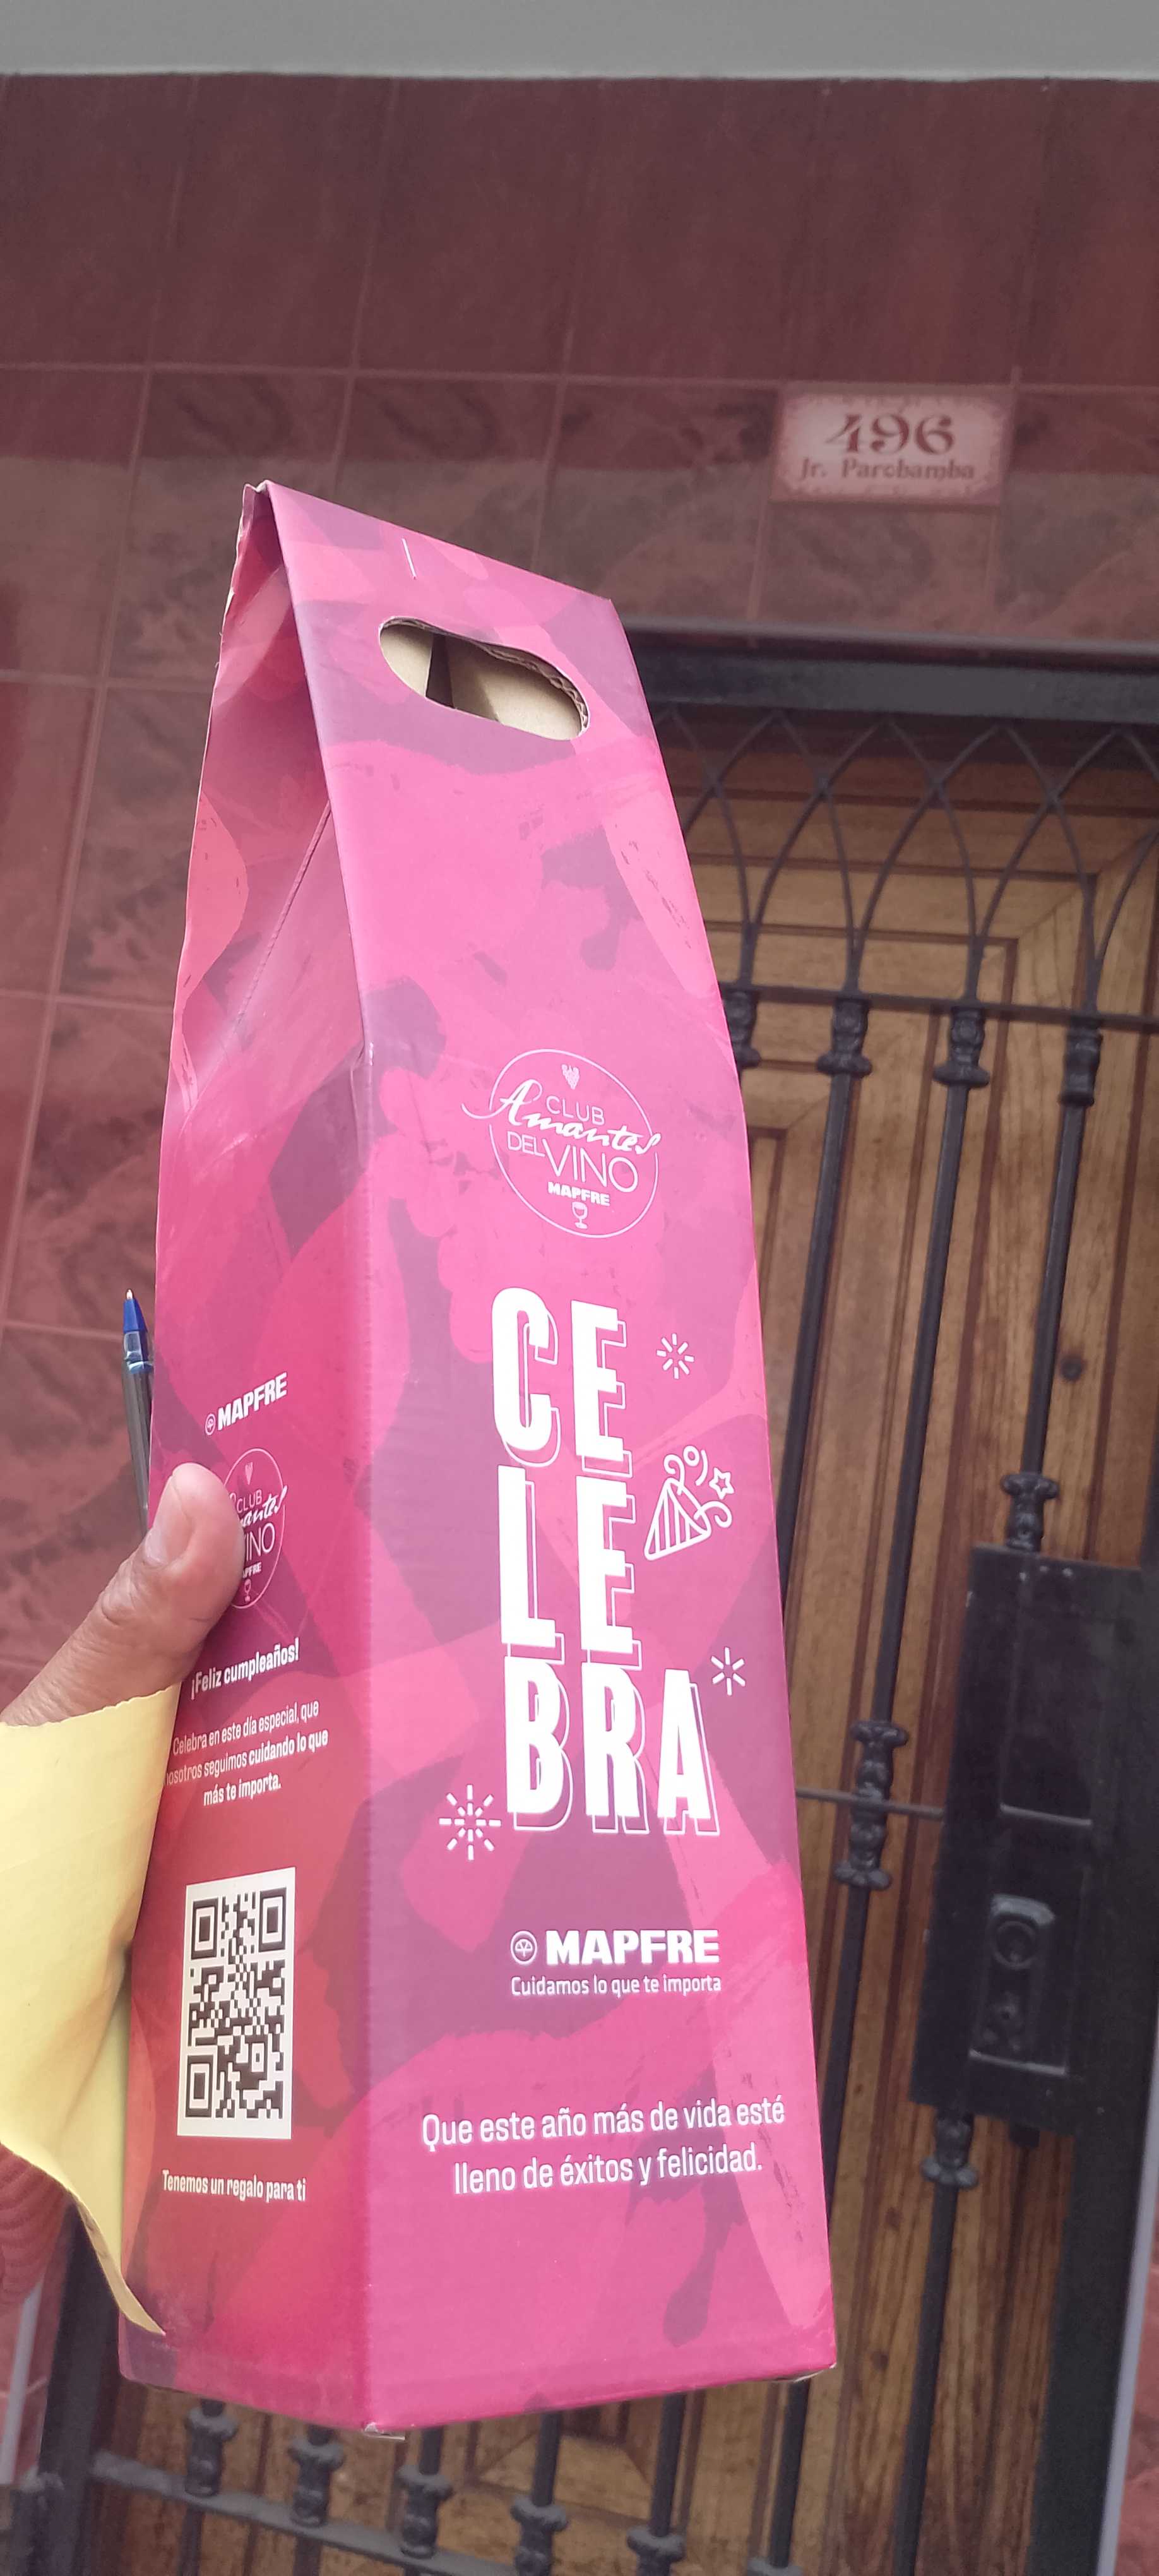 496
Jr. Parobamba
CLUB
Amantes
DEL VINO
MAPFRE
CE
LE
BRA
MAPFRE
Cuidamos lo que te importa
Que este año más de vida esté
lleno de éxitos y felicidad.
MAPFRE
CLUB
¡Feliz cumpleaños!
Celebra en este día especial, que
seguimos cuidando lo que
más te importa.
Tenemos un regalo para ti